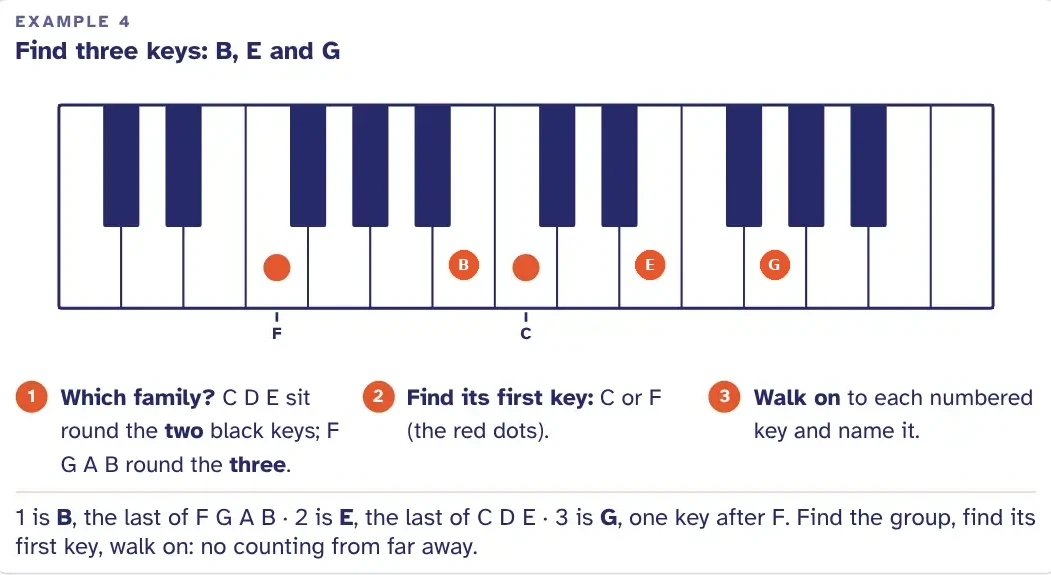 EXAMPLE 4
Find three keys: B, E and G
B
E
G
F
C
1
Which family? C D E sit
round the two black keys; F
G A B round the three.
2
Find its first key: C or F
(the red dots).
3
Walk on to each numbered
key and name it.
1 is B, the last of F G A B · 2 is E, the last of C D E · 3 is G, one key after F. Find the group, find its
first key, walk on: no counting from far away.